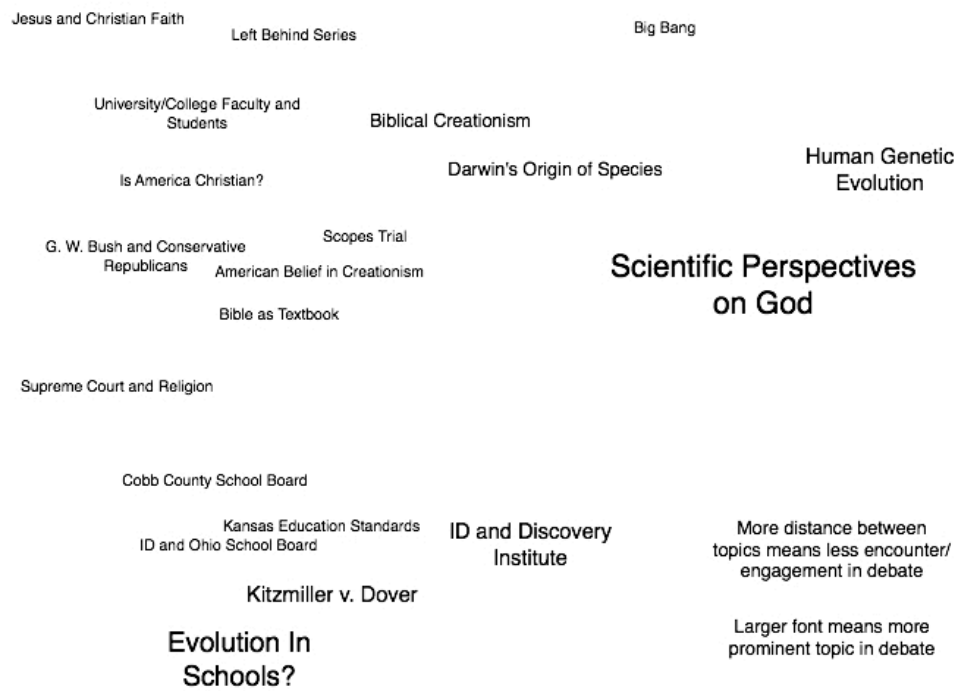 Jesus and Christian Faith
Left Behind Series
Big Bang
University/College Faculty and
Students
Biblical Creationism
Darwin's Origin of Species
Human Genetic
Evolution
Is America Christian?
Scopes Trial
G. W. Bush and Conservative
Republicans
American Belief in Creationism
Scientific Perspectives
on God
Bible as Textbook
Supreme Court and Religion
Cobb County School Board
Kansas Education Standards
ID and Ohio School Board
ID and Discovery
Institute
Kitzmiller v. Dover
Evolution In
Schools?
More distance between
topics means less encounter/
engagement in debate
Larger font means more
prominent topic in debate